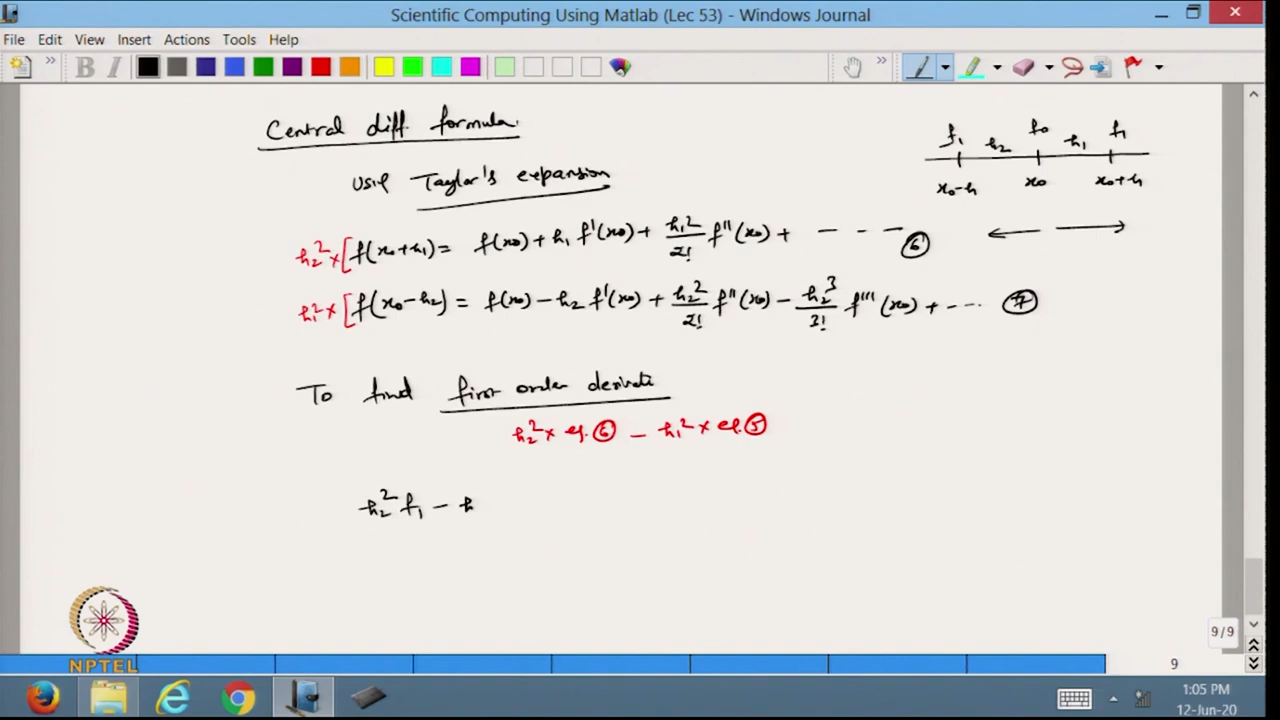 Scientific Computing Using Matlab (Lec 53) - Windows Journal
File Edit View Insert Actions Tools Help
Central diff. formula.
f₁ h₂ f₀ h₁ f₁
x₀-h x₀ x₀+h
Using Taylor's expansion
h₂² × [f(x₀+h₁) = f(x₀) + h₁ f'(x₀) + h₁²/2! f''(x₀) + - - - ⑥
h₁² × [f(x₀-h₂) = f(x₀) - h₂ f'(x₀) + h₂²/2! f''(x₀) - h₂³/3! f'''(x₀) + - - - ⑦
To find first order derivate
h₂² × eq. ⑥ - h₁² × eq. ⑤
h₂² f₁ - h
NPTEL
9/9
9
1:05 PM
12-Jun-20